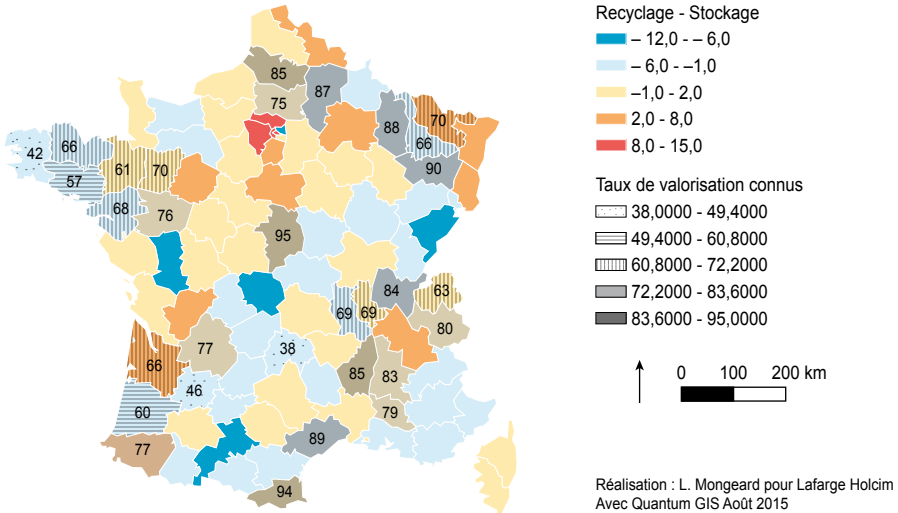 Recyclage - Stockage
– 12,0 - – 6,0
– 6,0 - –1,0
–1,0 - 2,0
2,0 - 8,0
8,0 - 15,0
Taux de valorisation connus
38,0000 - 49,4000
49,4000 - 60,8000
60,8000 - 72,2000
72,2000 - 83,6000
83,6000 - 95,0000
0 100 200 km
Réalisation : L. Mongeard pour Lafarge Holcim
Avec Quantum GIS Août 2015
85
87
75
88
70
66
42
66
61
70
90
57
68
76
95
84
63
69
69
80
77
38
66
85
83
46
60
79
77
89
94